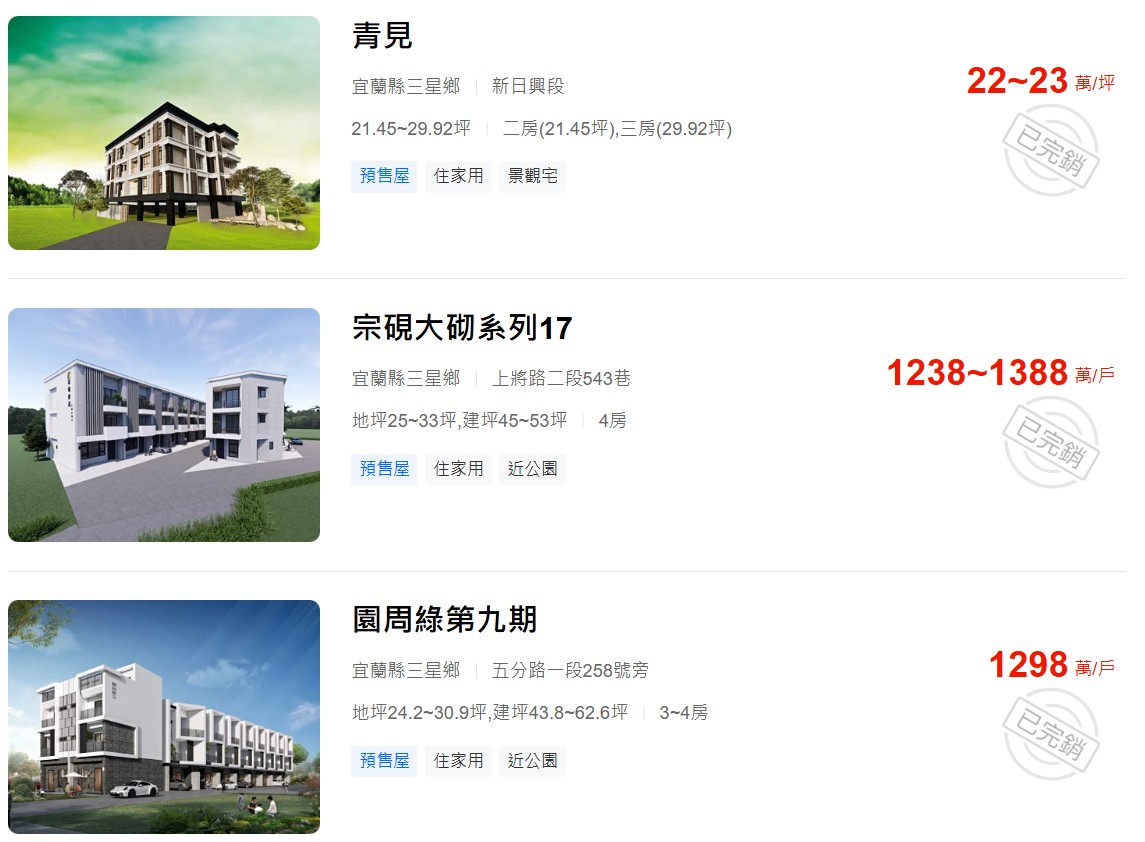 青見
宜蘭縣三星鄉 新日興段
22~23 萬/坪
21.45~29.92坪 二房(21.45坪),三房(29.92坪)
已完銷
預售屋 住家用 景觀宅
宗硯大砌系列17
宜蘭縣三星鄉 上將路二段543巷
1238~1388 萬/戶
地坪25~33坪,建坪45~53坪 4房
已完銷
預售屋 住家用 近公園
園周綠第九期
宜蘭縣三星鄉 五分路一段258號旁
1298 萬/戶
地坪24.2~30.9坪,建坪43.8~62.6坪 3~4房
已完銷
預售屋 住家用 近公園